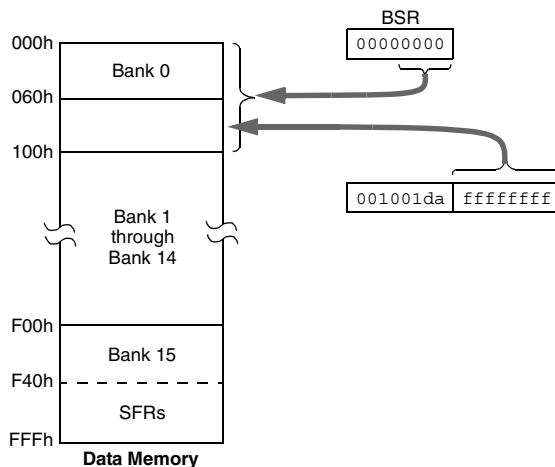 BSR
000h
00000000
Bank 0
060h
100h
001001da
ffffffff
Bank 1
through
Bank 14
F00h
Bank 15
F40h
SFRs
FFFh
Data Memory